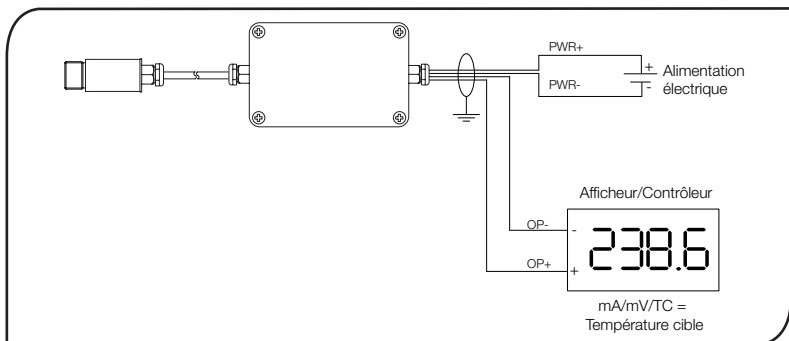 PWR+
+
Alimentation
PWR-
-
électrique
Afficheur/Contrôleur
OP-
-
238.6
OP+
+
mA/mV/TC =
Température cible